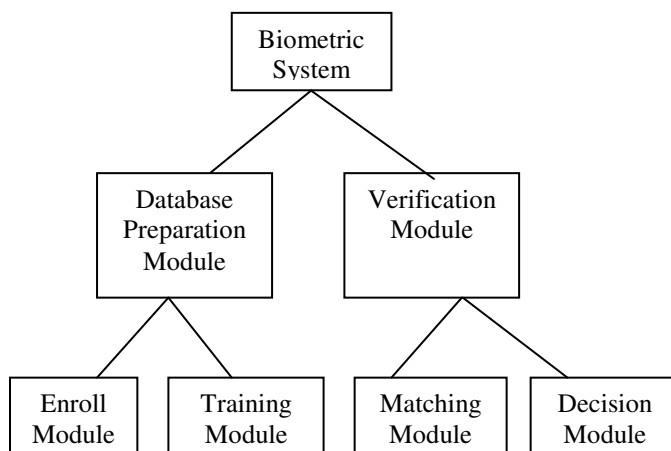 Biometric
System
Database
Preparation
Module
Verification
Module
Enroll
Module
Training
Module
Matching
Module
Decision
Module